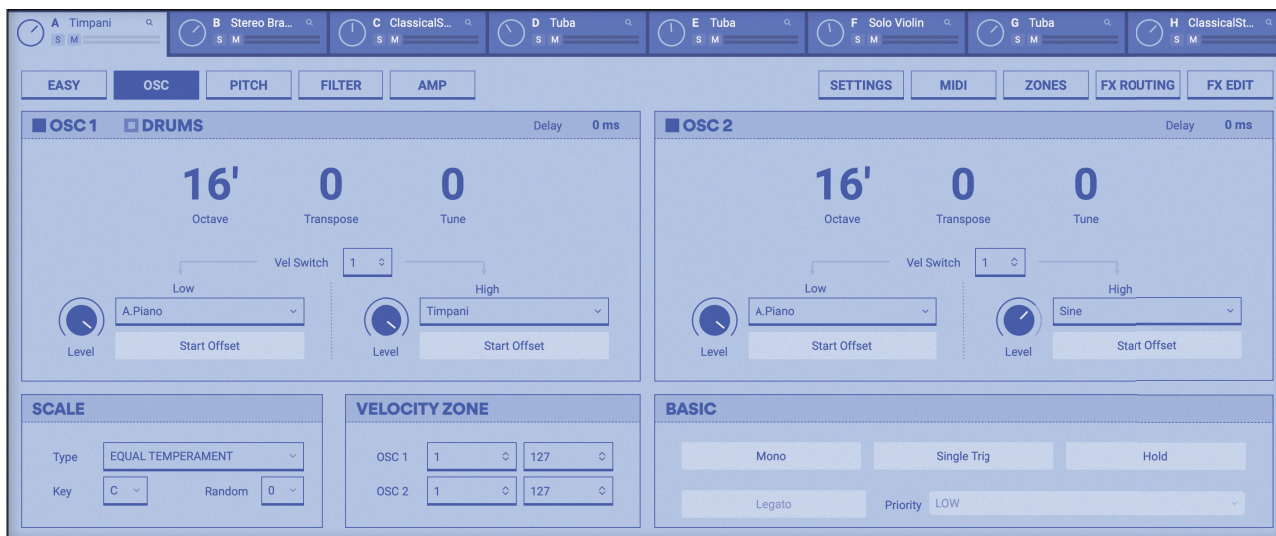 A Timpani B Stereo Bra... C ClassicalS... D Tuba E Tuba F Solo Violin G Tuba H ClassicalSt...
S M S M S M S M S M S M S M S M
EASY OSC PITCH FILTER AMP SETTINGS MIDI ZONES FX ROUTING FX EDIT
OSC 1 DRUMS Delay 0 ms
16' 0 0
Octave Transpose Tune
Vel Switch 1
Low High
A.Piano Timpani
Level Start Offset Level Start Offset
OSC 2 Delay 0 ms
16' 0 0
Octave Transpose Tune
Vel Switch 1
Low High
A.Piano Sine
Level Start Offset Level Start Offset
SCALE
Type EQUAL TEMPERAMENT
Key C Random 0
VELOCITY ZONE
OSC 1 1 127
OSC 2 1 127
BASIC
Mono Single Trig Hold
Legato Priority LOW